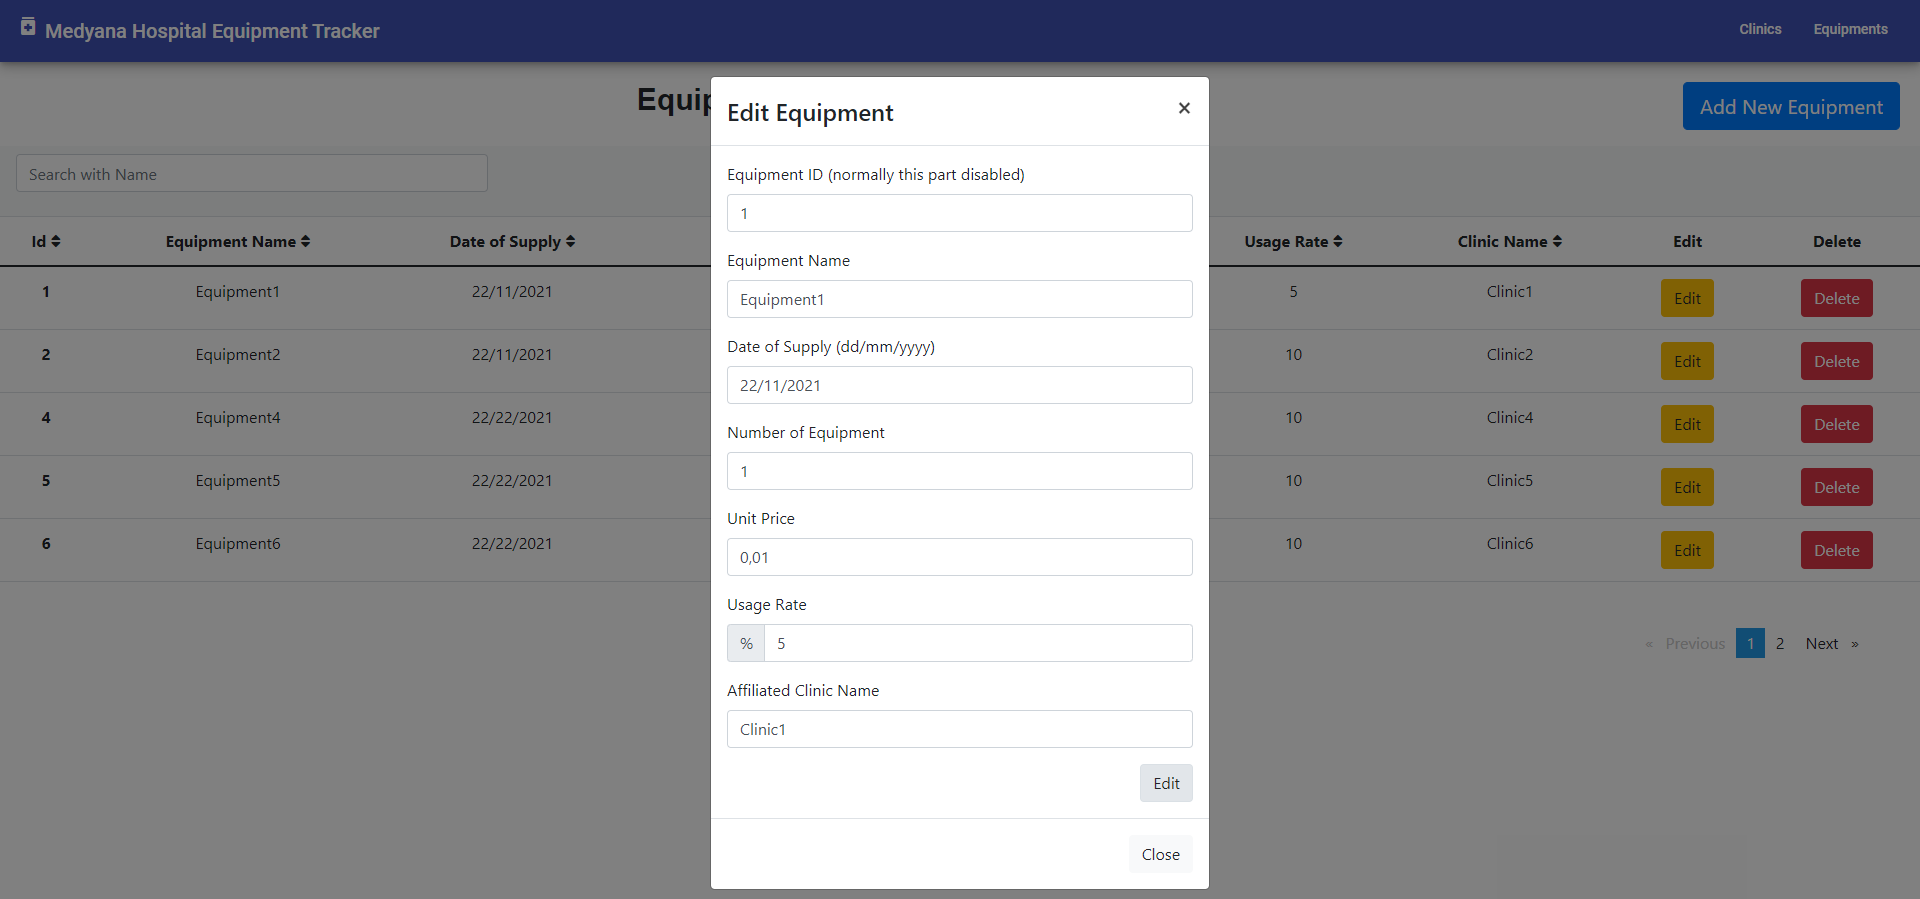 Medyana Hospital Equipment Tracker
Clinics Equipments
Add New Equipment
Search with Name
Id Equipment Name Date of Supply Usage Rate Clinic Name Edit Delete
1 Equipment1 22/11/2021 5 Clinic1 Edit Delete
2 Equipment2 22/11/2021 10 Clinic2 Edit Delete
4 Equipment4 22/22/2021 10 Clinic4 Edit Delete
5 Equipment5 22/22/2021 10 Clinic5 Edit Delete
6 Equipment6 22/22/2021 10 Clinic6 Edit Delete
« Previous 1 2 Next »
Edit Equipment ×
Equipment ID (normally this part disabled)
1
Equipment Name
Equipment1
Date of Supply (dd/mm/yyyy)
22/11/2021
Number of Equipment
1
Unit Price
0,01
Usage Rate
% 5
Affiliated Clinic Name
Clinic1
Edit
Close